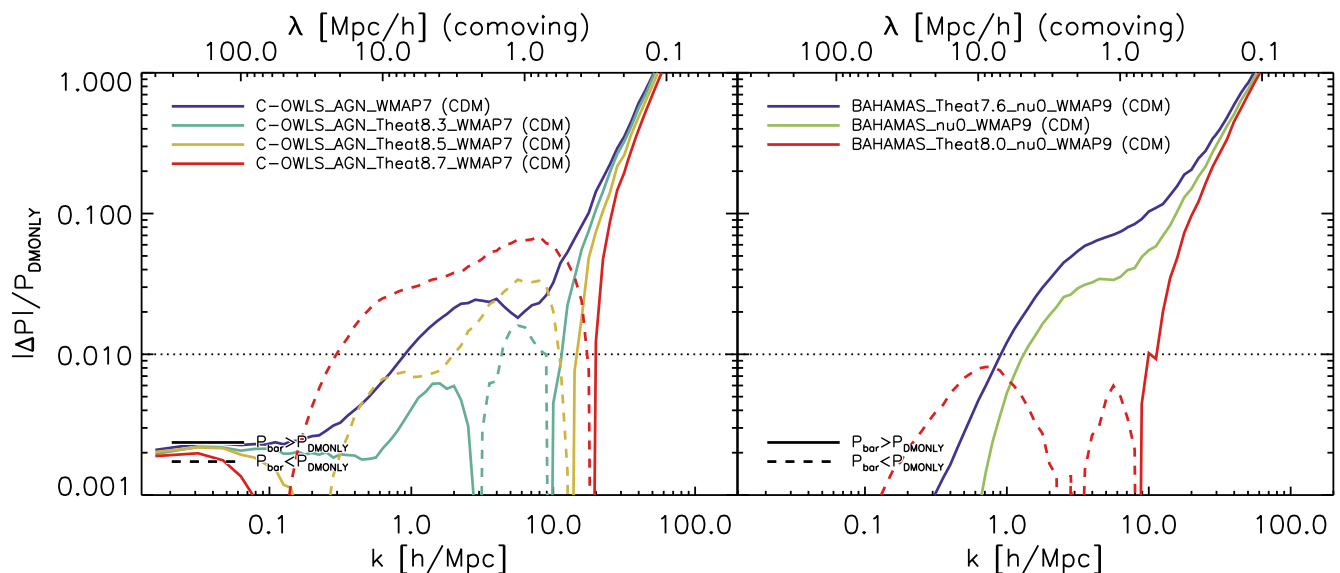 λ [Mpc/h] (comoving)
100.0 10.0 1.0 0.1
1.000
0.100
0.010
0.001
|ΔP|/P_DMONLY
C-OWLS_AGN_WMAP7 (CDM)
C-OWLS_AGN_Theat8.3_WMAP7 (CDM)
C-OWLS_AGN_Theat8.5_WMAP7 (CDM)
C-OWLS_AGN_Theat8.7_WMAP7 (CDM)
P_bar>P_DMONLY
P_bar<P_DMONLY
0.1 1.0 10.0 100.0
k [h/Mpc]
λ [Mpc/h] (comoving)
100.0 10.0 1.0 0.1
BAHAMAS_Theat7.6_nu0_WMAP9 (CDM)
BAHAMAS_nu0_WMAP9 (CDM)
BAHAMAS_Theat8.0_nu0_WMAP9 (CDM)
P_bar>P_DMONLY
P_bar<P_DMONLY
0.1 1.0 10.0 100.0
k [h/Mpc]